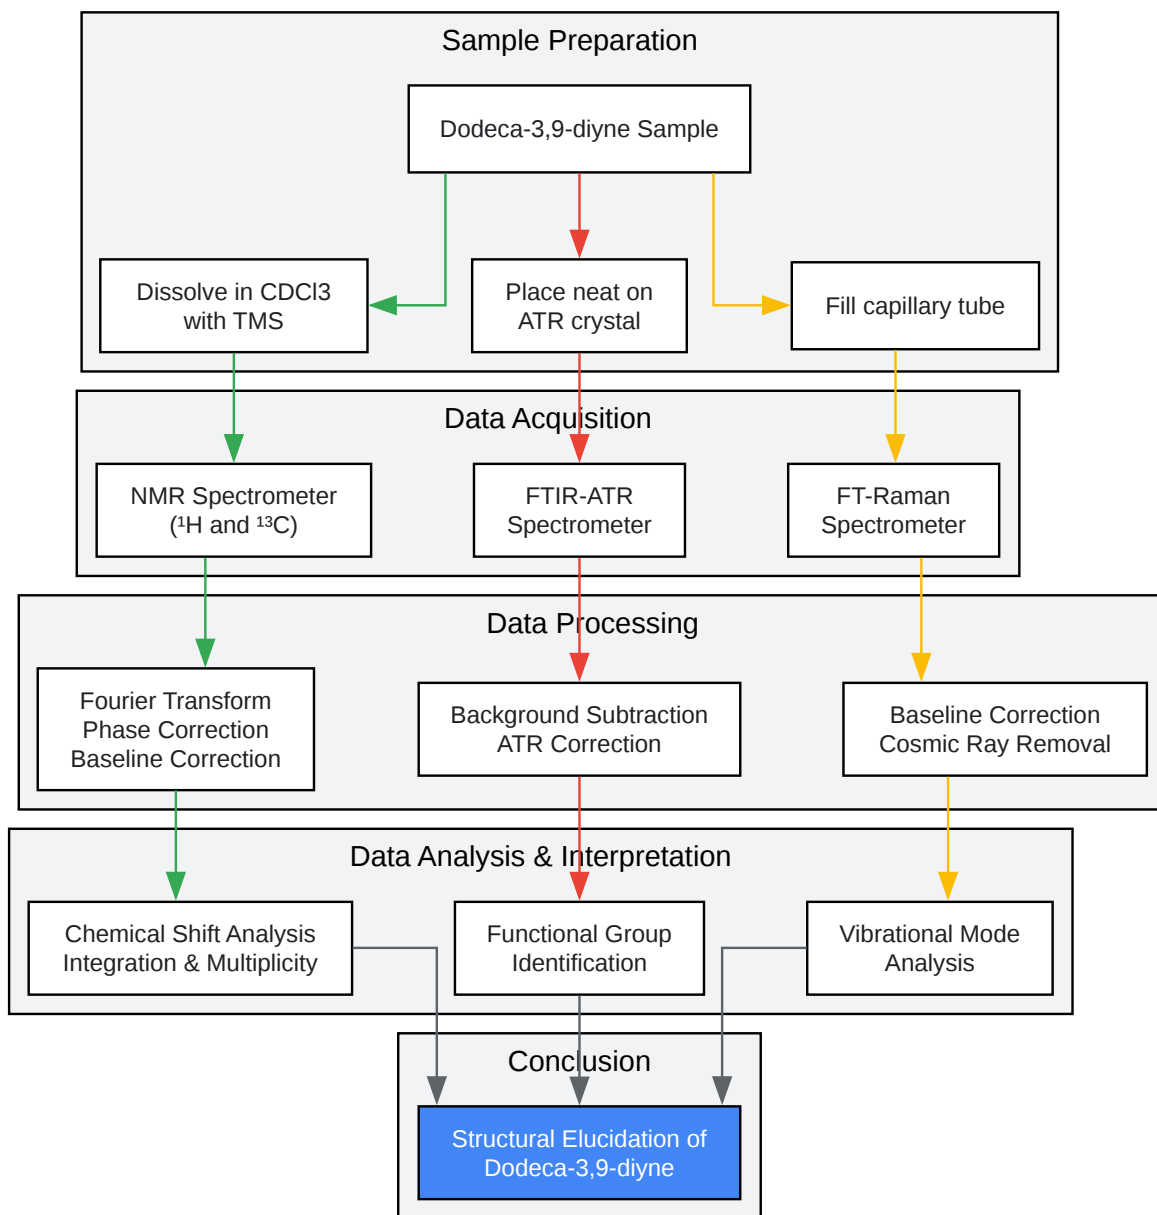 Sample Preparation
Dodeca-3,9-diyne Sample
Dissolve in CDCl3
with TMS
Place neat on
ATR crystal
Fill capillary tube
Data Acquisition
NMR Spectrometer
(¹H and ¹³C)
FTIR-ATR
Spectrometer
FT-Raman
Spectrometer
Data Processing
Fourier Transform
Phase Correction
Baseline Correction
Background Subtraction
ATR Correction
Baseline Correction
Cosmic Ray Removal
Data Analysis & Interpretation
Chemical Shift Analysis
Integration & Multiplicity
Functional Group
Identification
Vibrational Mode
Analysis
Conclusion
Structural Elucidation of
Dodeca-3,9-diyne